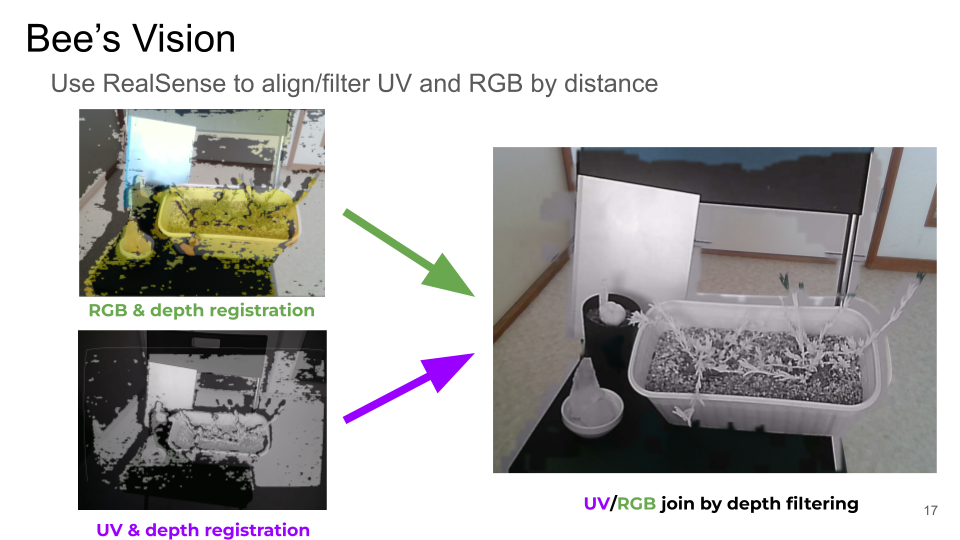 Bee's Vision
Use RealSense to align/filter UV and RGB by distance
RGB & depth registration
UV & depth registration
UV/RGB join by depth filtering
17